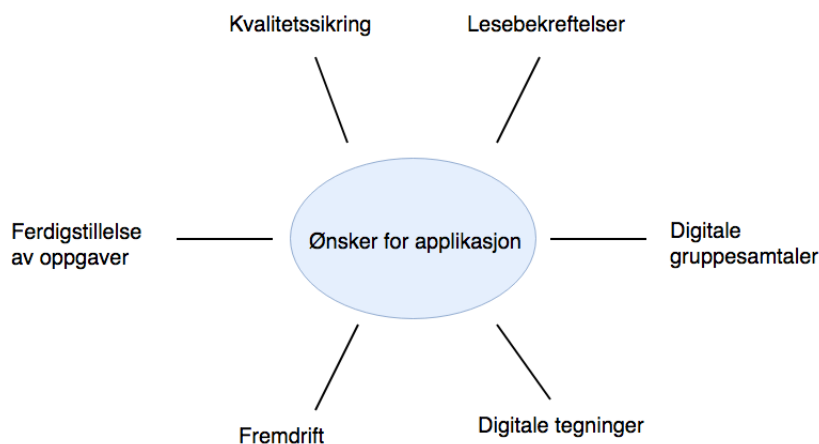 Kvalitetssikring
Lesebekreftelser
Ferdigstillelse
av oppgaver
Ønsker for applikasjon
Digitale
gruppesamtaler
Fremdrift
Digitale tegninger